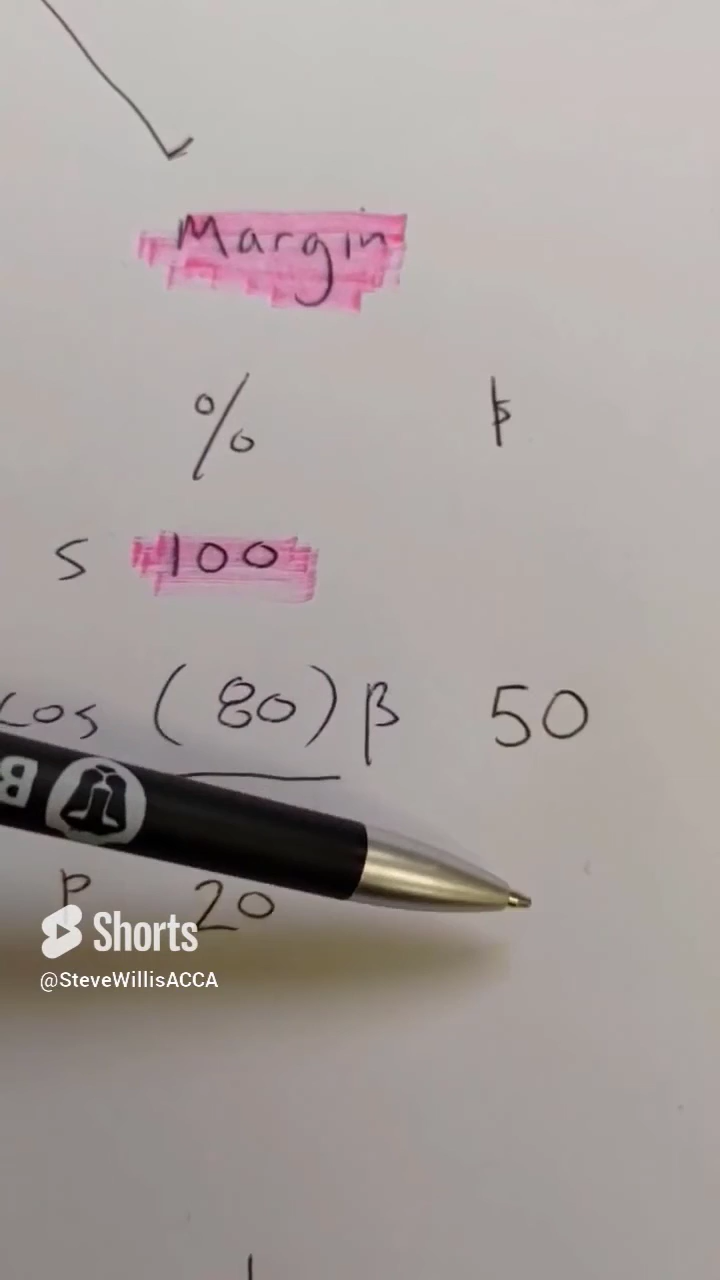 Margin
% $
S 100
cos (80) β 50
B
P 20
Shorts
@SteveWillisACCA